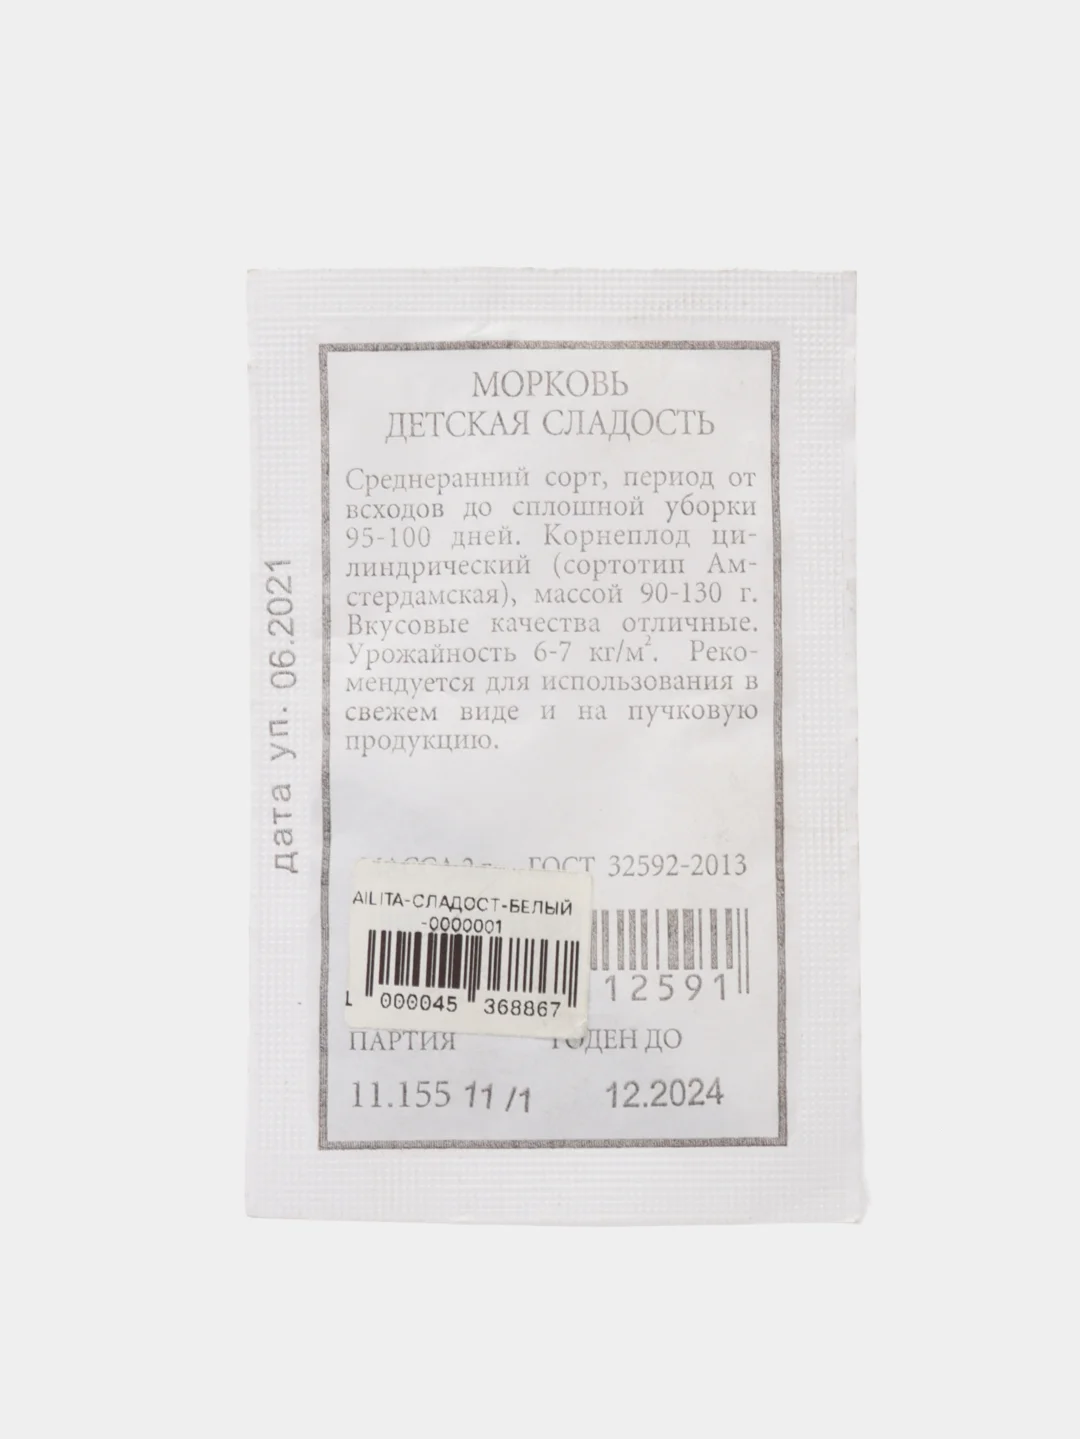 МОРКОВЬ
ДЕТСКАЯ СЛАДОСТЬ
Среднеранний сорт, период от
всходов до сплошной уборки
95-100 дней. Корнеплод ци-
линдрический (сортотип Ам-
стердамская), массой 90-130 г.
Вкусовые качества отличные.
Урожайность 6-7 кг/м². Реко-
мендуется для использования в
свежем виде и на пучковую
продукцию.
дата уп. 06.2021
ГОСТ 32592-2013
AILITA-СЛАДОСТ-БЕЛЫЙ
-0000001
000045 368867
12591
ПАРТИЯ ГОДЕН ДО
11.155 11 /1 12.2024